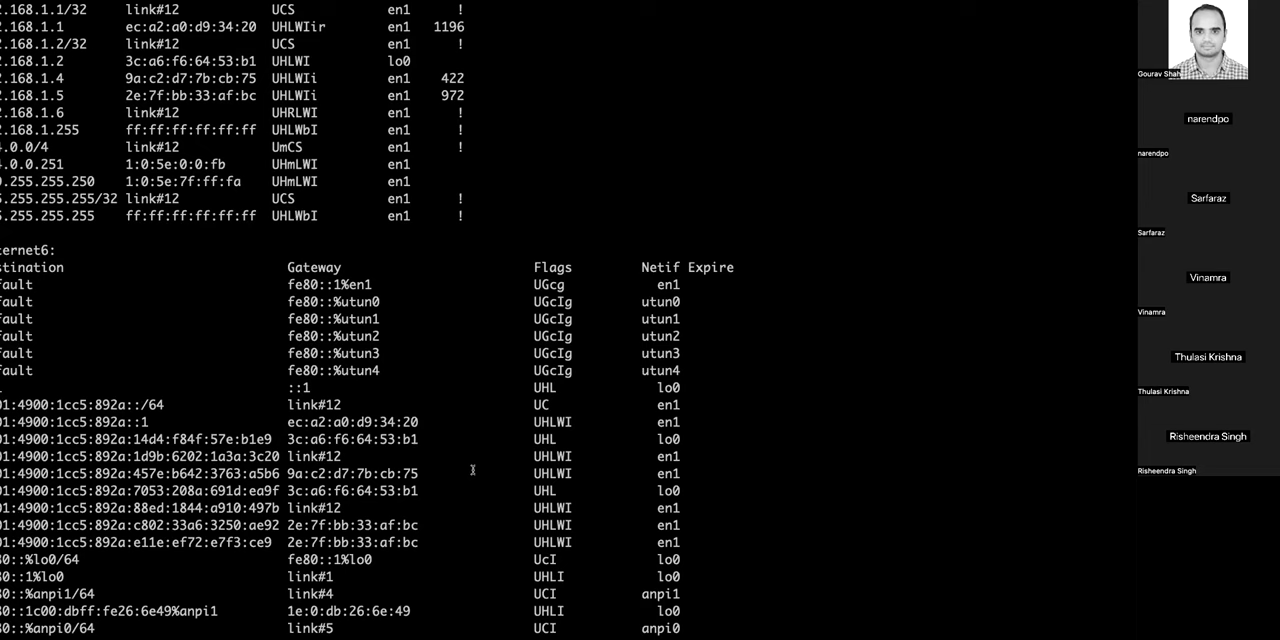 2.168.1.1/32 link#12 UCS en1 !
2.168.1.1 ec:a2:a0:d9:34:20 UHLWIir en1 1196
2.168.1.2/32 link#12 UCS en1 !
2.168.1.2 3c:a6:f6:64:53:b1 UHLWI lo0
2.168.1.4 9a:c2:d7:7b:cb:75 UHLWIi en1 422
2.168.1.5 2e:7f:bb:33:af:bc UHLWIi en1 972
2.168.1.6 link#12 UHRLWI en1 !
2.168.1.255 ff:ff:ff:ff:ff:ff UHLWbI en1 !
4.0.0/4 link#12 UmCS en1 !
4.0.0.251 1:0:5e:0:0:fb UHmLWI en1
9.255.255.250 1:0:5e:7f:ff:fa UHmLWI en1
5.255.255.255/32 link#12 UCS en1 !
5.255.255.255 ff:ff:ff:ff:ff:ff UHLWbI en1 !
ternet6:
stination Gateway Flags Netif Expire
fault fe80::1%en1 UGcg en1
fault fe80::%utun0 UGcIg utun0
fault fe80::%utun1 UGcIg utun1
fault fe80::%utun2 UGcIg utun2
fault fe80::%utun3 UGcIg utun3
fault fe80::%utun4 UGcIg utun4
::1 UHL lo0
01:4900:1cc5:892a::/64 link#12 UC en1
01:4900:1cc5:892a::1 ec:a2:a0:d9:34:20 UHLWI en1
01:4900:1cc5:892a:14d4:f84f:57e:b1e9 3c:a6:f6:64:53:b1 UHL lo0
01:4900:1cc5:892a:1d9b:6202:1a3a:3c20 link#12 UHLWI en1
01:4900:1cc5:892a:457e:b642:3763:a5b6 9a:c2:d7:7b:cb:75 UHLWI en1
01:4900:1cc5:892a:7053:208a:691d:ea9f 3c:a6:f6:64:53:b1 UHL lo0
01:4900:1cc5:892a:88ed:1844:a910:497b link#12 UHLWI en1
01:4900:1cc5:892a:c802:33a6:3250:ae92 2e:7f:bb:33:af:bc UHLWI en1
01:4900:1cc5:892a:e11e:ef72:e7f3:ce9 2e:7f:bb:33:af:bc UHLWI en1
80::%lo0/64 fe80::1%lo0 UcI lo0
80::1%lo0 link#1 UHLI lo0
80::%anpi1/64 link#4 UCI anpi1
80::1c00:dbff:fe26:6e49%anpi1 1e:0:db:26:6e:49 UHLI lo0
80::%anpi0/64 link#5 UCI anpi0
Gourav Shah
narendpo
narendpo
Sarfaraz
Sarfaraz
Vinamra
Vinamra
Thulasi Krishna
Thulasi Krishna
Risheendra Singh
Risheendra Singh